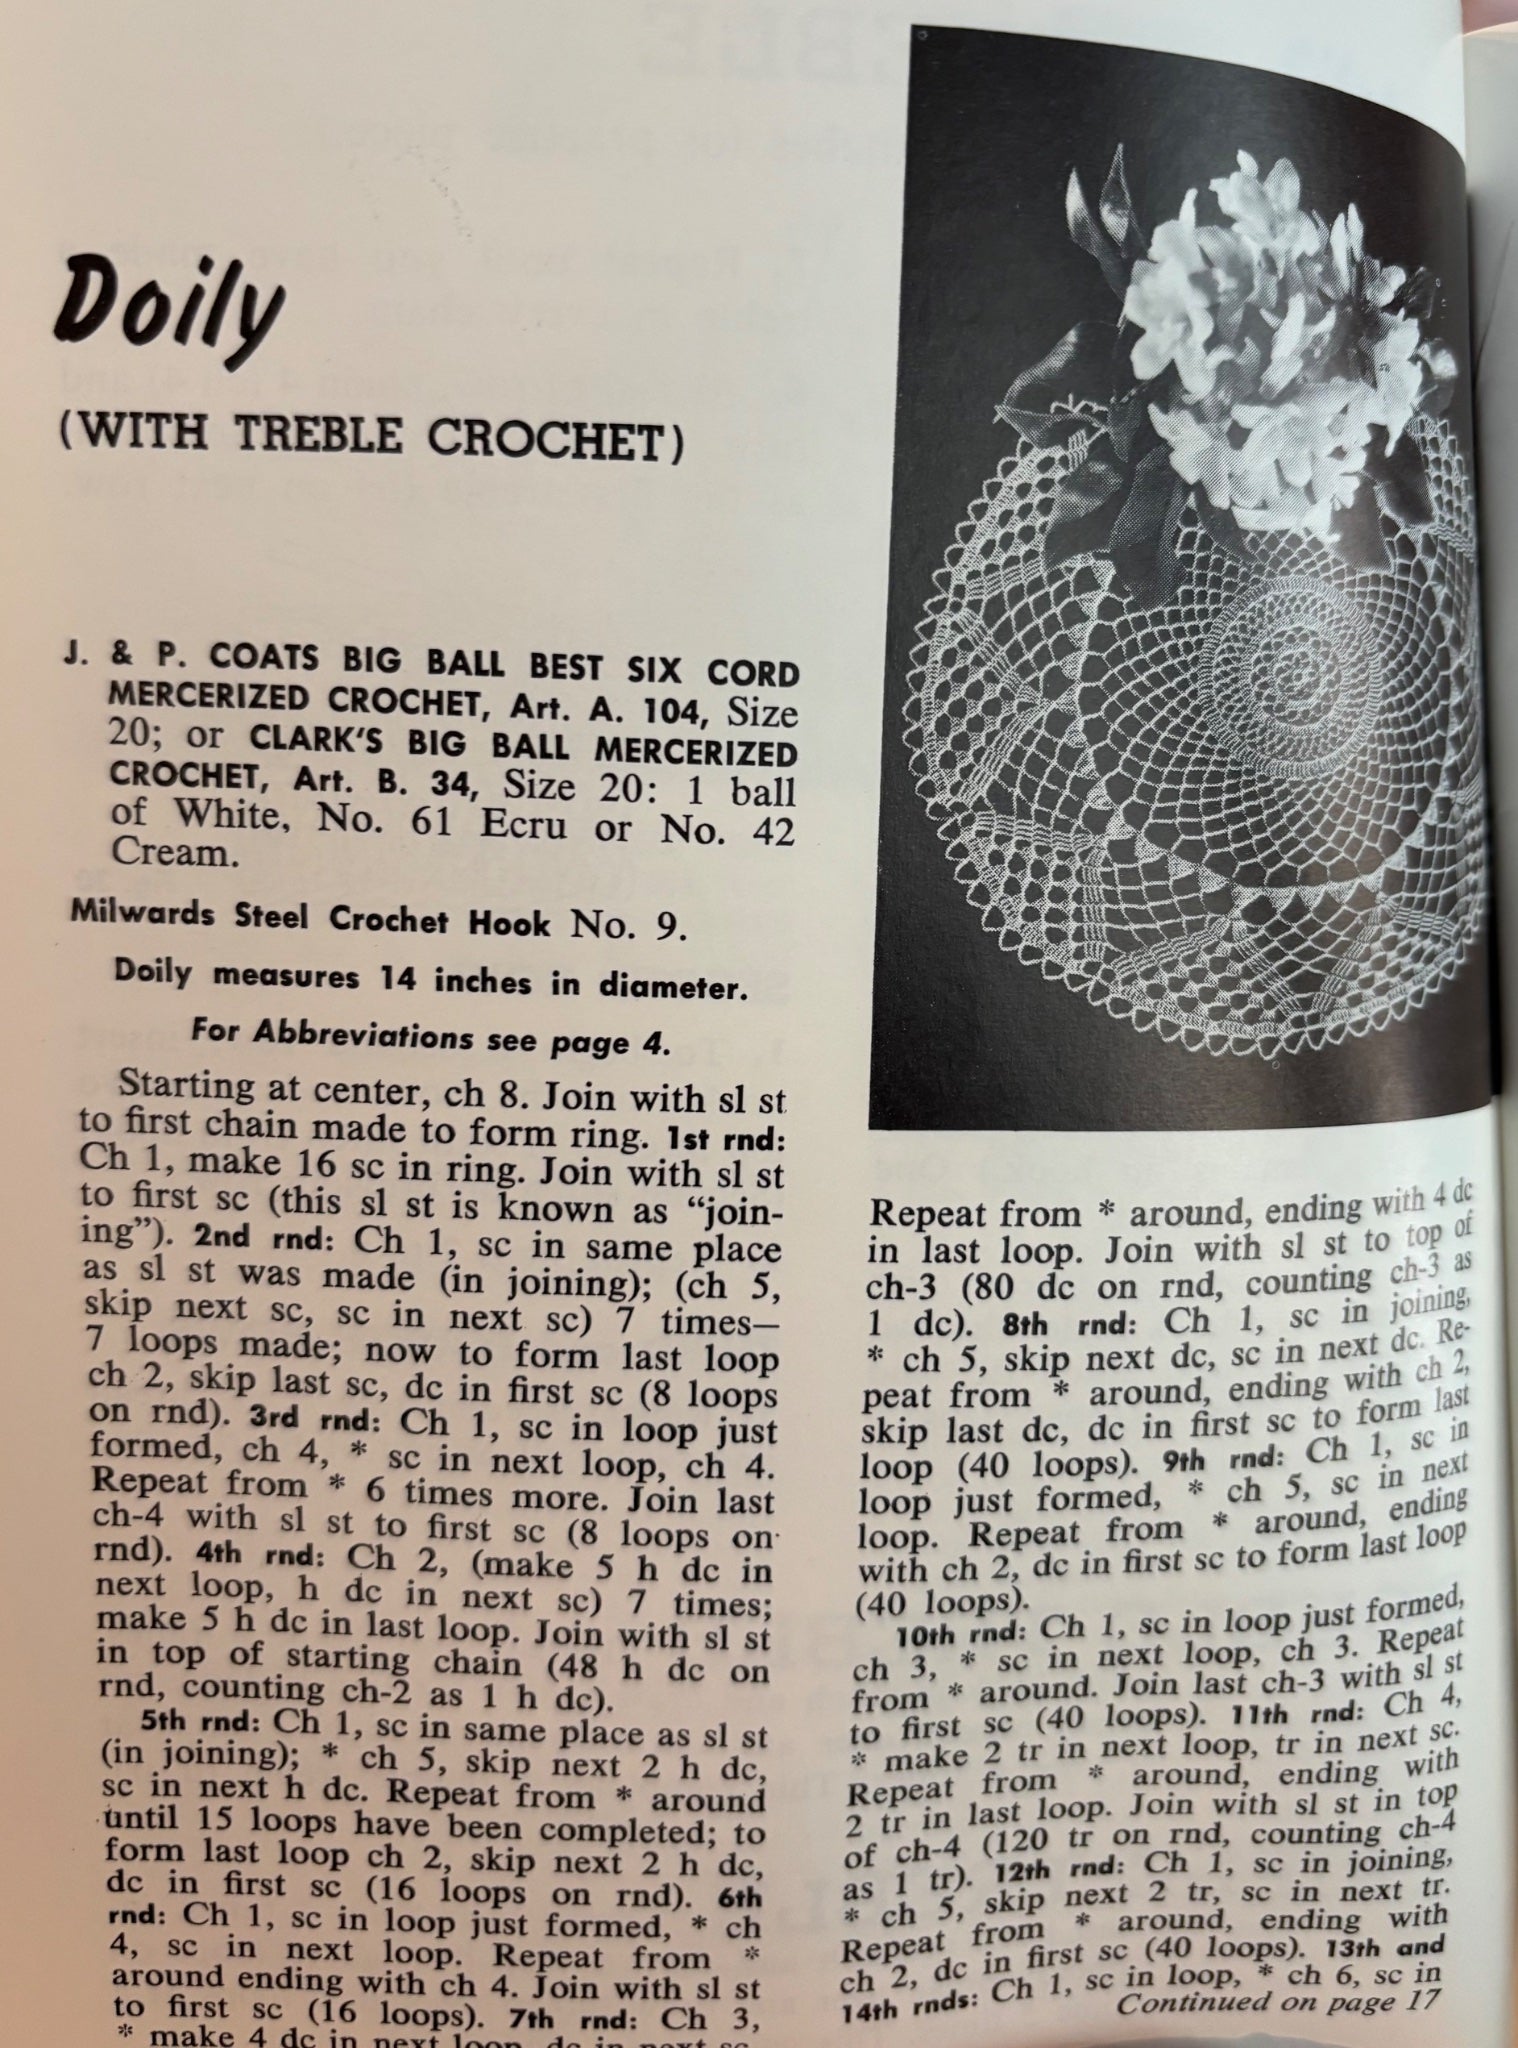 Doily
(WITH TREBLE CROCHET)
J. & P. COATS BIG BALL BEST SIX CORD
MERCERIZED CROCHET, Art. A. 104, Size
20; or CLARK'S BIG BALL MERCERIZED
CROCHET, Art. B. 34, Size 20: 1 ball
of White, No. 61 Ecru or No. 42
Cream.
Milwards Steel Crochet Hook No. 9.
Doily measures 14 inches in diameter.
For Abbreviations see page 4.
Starting at center, ch 8. Join with sl st
to first chain made to form ring. 1st rnd:
Ch 1, make 16 sc in ring. Join with sl st
to first sc (this sl st is known as “join-
ing”). 2nd rnd: Ch 1, sc in same place
as sl st was made (in joining); (ch 5,
skip next sc, sc in next sc) 7 times—
7 loops made; now to form last loop
ch 2, skip last sc, dc in first sc (8 loops
on rnd). 3rd rnd: Ch 1, sc in loop just
formed, ch 4, * sc in next loop, ch 4.
Repeat from * 6 times more. Join last
ch-4 with sl st to first sc (8 loops on
rnd). 4th rnd: Ch 2, (make 5 h dc in
next loop, h dc in next sc) 7 times;
make 5 h dc in last loop. Join with sl st
in top of starting chain (48 h dc on
rnd, counting ch-2 as 1 h dc).
5th rnd: Ch 1, sc in same place as sl st
(in joining); * ch 5, skip next 2 h dc,
sc in next h dc. Repeat from * around
until 15 loops have been completed; to
form last loop ch 2, skip next 2 h dc,
dc in first sc (16 loops on rnd). 6th
rnd: Ch 1, sc in loop just formed, * ch
4, sc in next loop. Repeat from *
around ending with ch 4. Join with sl st
to first sc (16 loops). 7th rnd: Ch 3,
* make 4 dc in next loop, dc in next sc.
Repeat from * around, ending with 4 dc
in last loop. Join with sl st to top of
ch-3 (80 dc on rnd, counting ch-3 as
1 dc). 8th rnd: Ch 1, sc in joining,
* ch 5, skip next dc, sc in next dc. Re-
peat from * around, ending with ch 2,
skip last dc, dc in first sc to form last
loop (40 loops). 9th rnd: Ch 1, sc in
loop just formed, * ch 5, sc in next
loop. Repeat from * around, ending
with ch 2, dc in first sc to form last loop
(40 loops).
10th rnd: Ch 1, sc in loop just formed,
ch 3, * sc in next loop, ch 3. Repeat
from * around. Join last ch-3 with sl st
to first sc (40 loops). 11th rnd: Ch 4,
* make 2 tr in next loop, tr in next sc.
Repeat from * around, ending with
2 tr in last loop. Join with sl st in top
of ch-4 (120 tr on rnd, counting ch-4
as 1 tr). 12th rnd: Ch 1, sc in joining,
* ch 5, skip next 2 tr, sc in next tr.
Repeat from * around, ending with
ch 2, dc in first sc (40 loops). 13th and
14th rnds: Ch 1, sc in loop, * ch 6, sc in
Continued on page 17